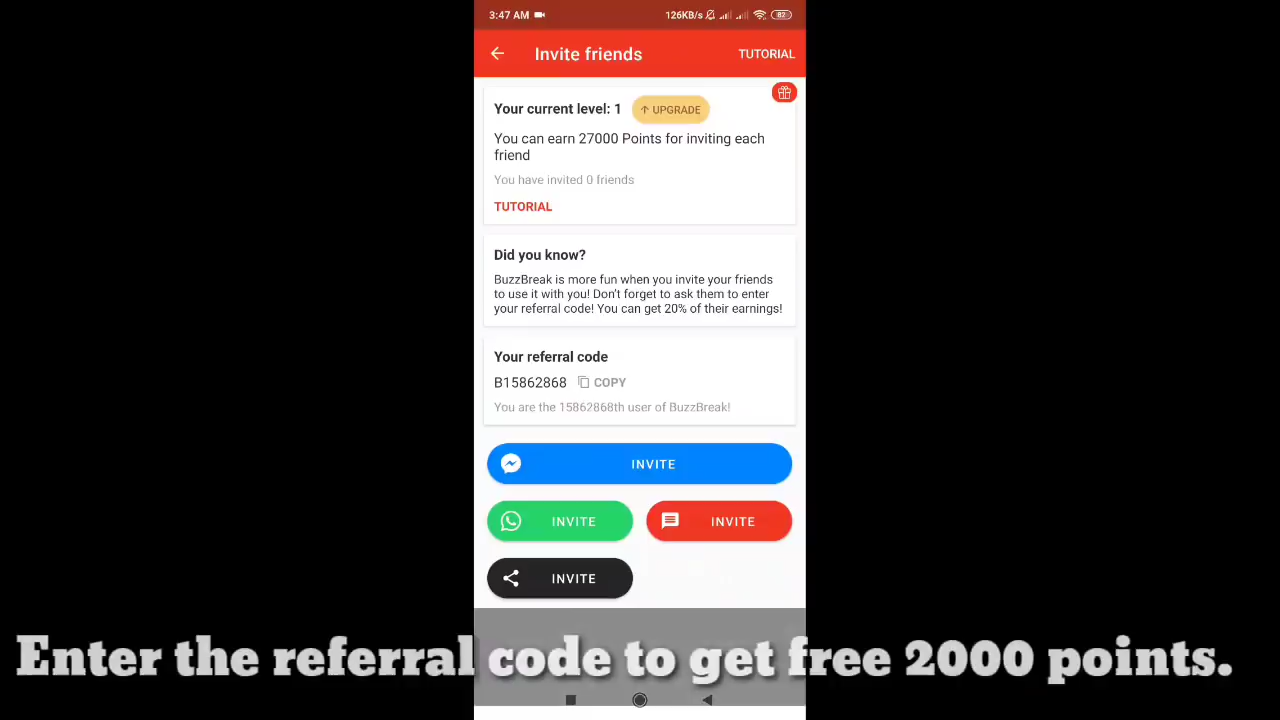 3:47 AM
126KB/s
82
Invite friends
TUTORIAL
Your current level: 1
UPGRADE
You can earn 27000 Points for inviting each
friend
You have invited 0 friends
TUTORIAL
Did you know?
BuzzBreak is more fun when you invite your friends
to use it with you! Don't forget to ask them to enter
your referral code! You can get 20% of their earnings!
Your referral code
B15862868
COPY
You are the 15862868th user of BuzzBreak!
INVITE
INVITE
INVITE
INVITE
Enter the referral code to get free 2000 points.